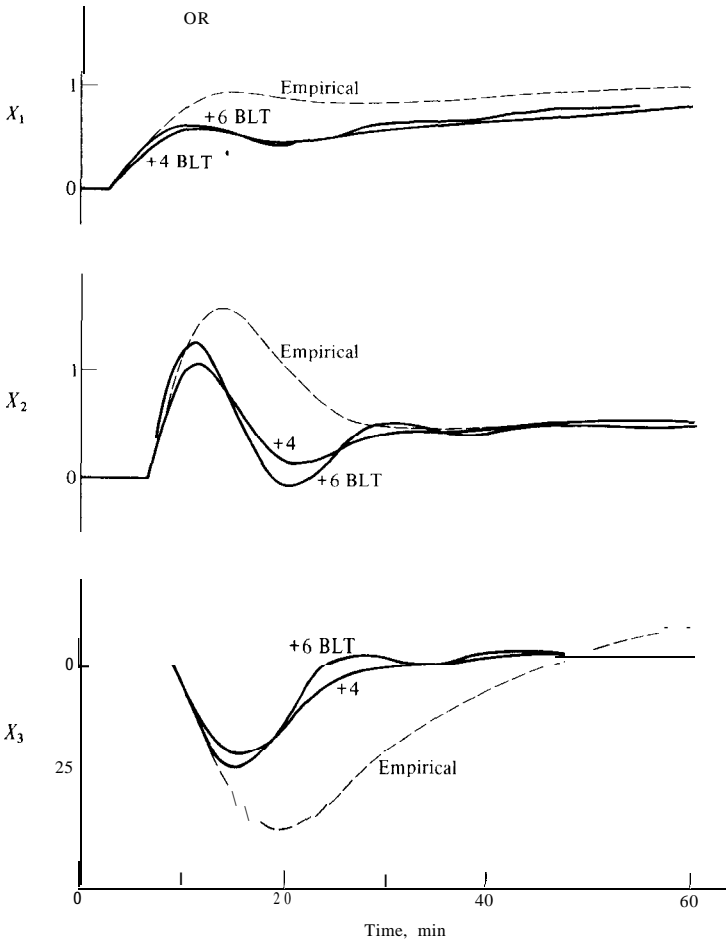 OR
1
Empirical
X₁
+6 BLT
+4 BLT
0
1
Empirical
X₂
+4
0
+6 BLT
+6 BLT
0
+4
X₃
25
Empirical
0 20 40 60
Time, min